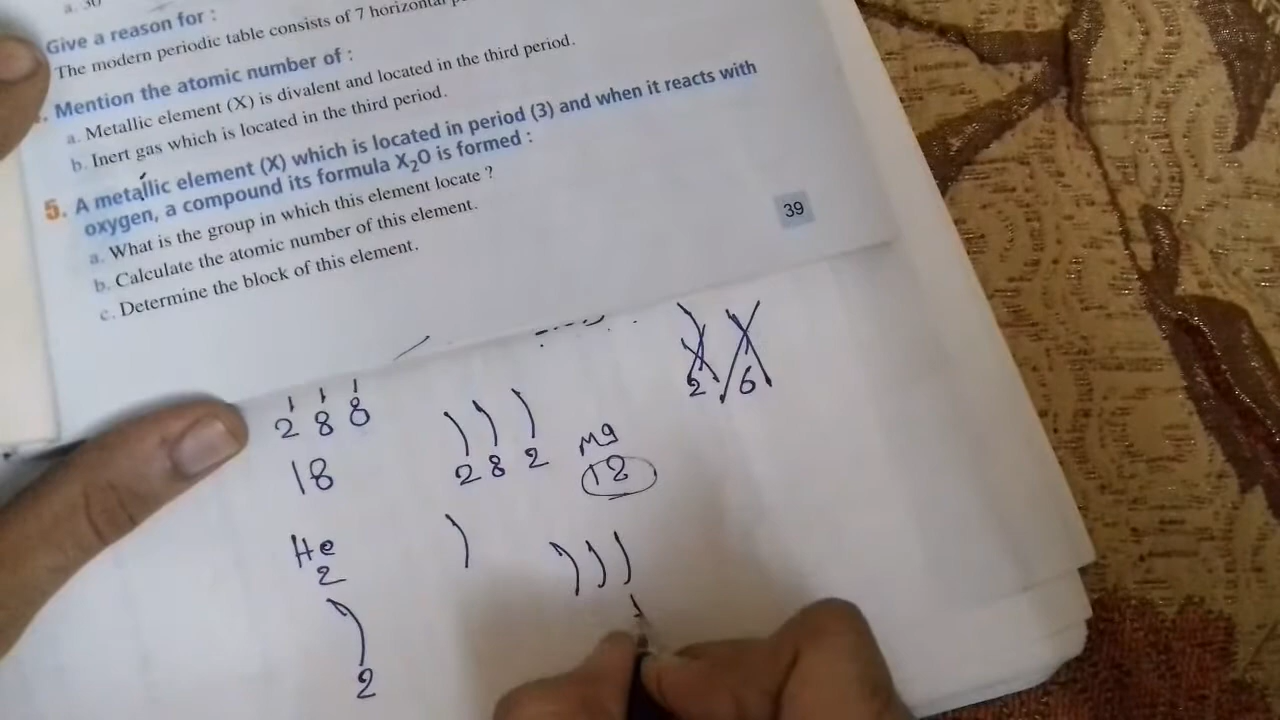 a. 30
Give a reason for :
The modern periodic table consists of 7 horizontal
Mention the atomic number of :
a. Metallic element (X) is divalent and located in the third period.
b. Inert gas which is located in the third period.
5. A metallic element (X) which is located in period (3) and when it reacts with
oxygen, a compound its formula X₂O is formed :
a. What is the group in which this element locate ?
b. Calculate the atomic number of this element.
c. Determine the block of this element.
39
2 6
2 8 8
18
2 8 2
Mg
12
He
2
2